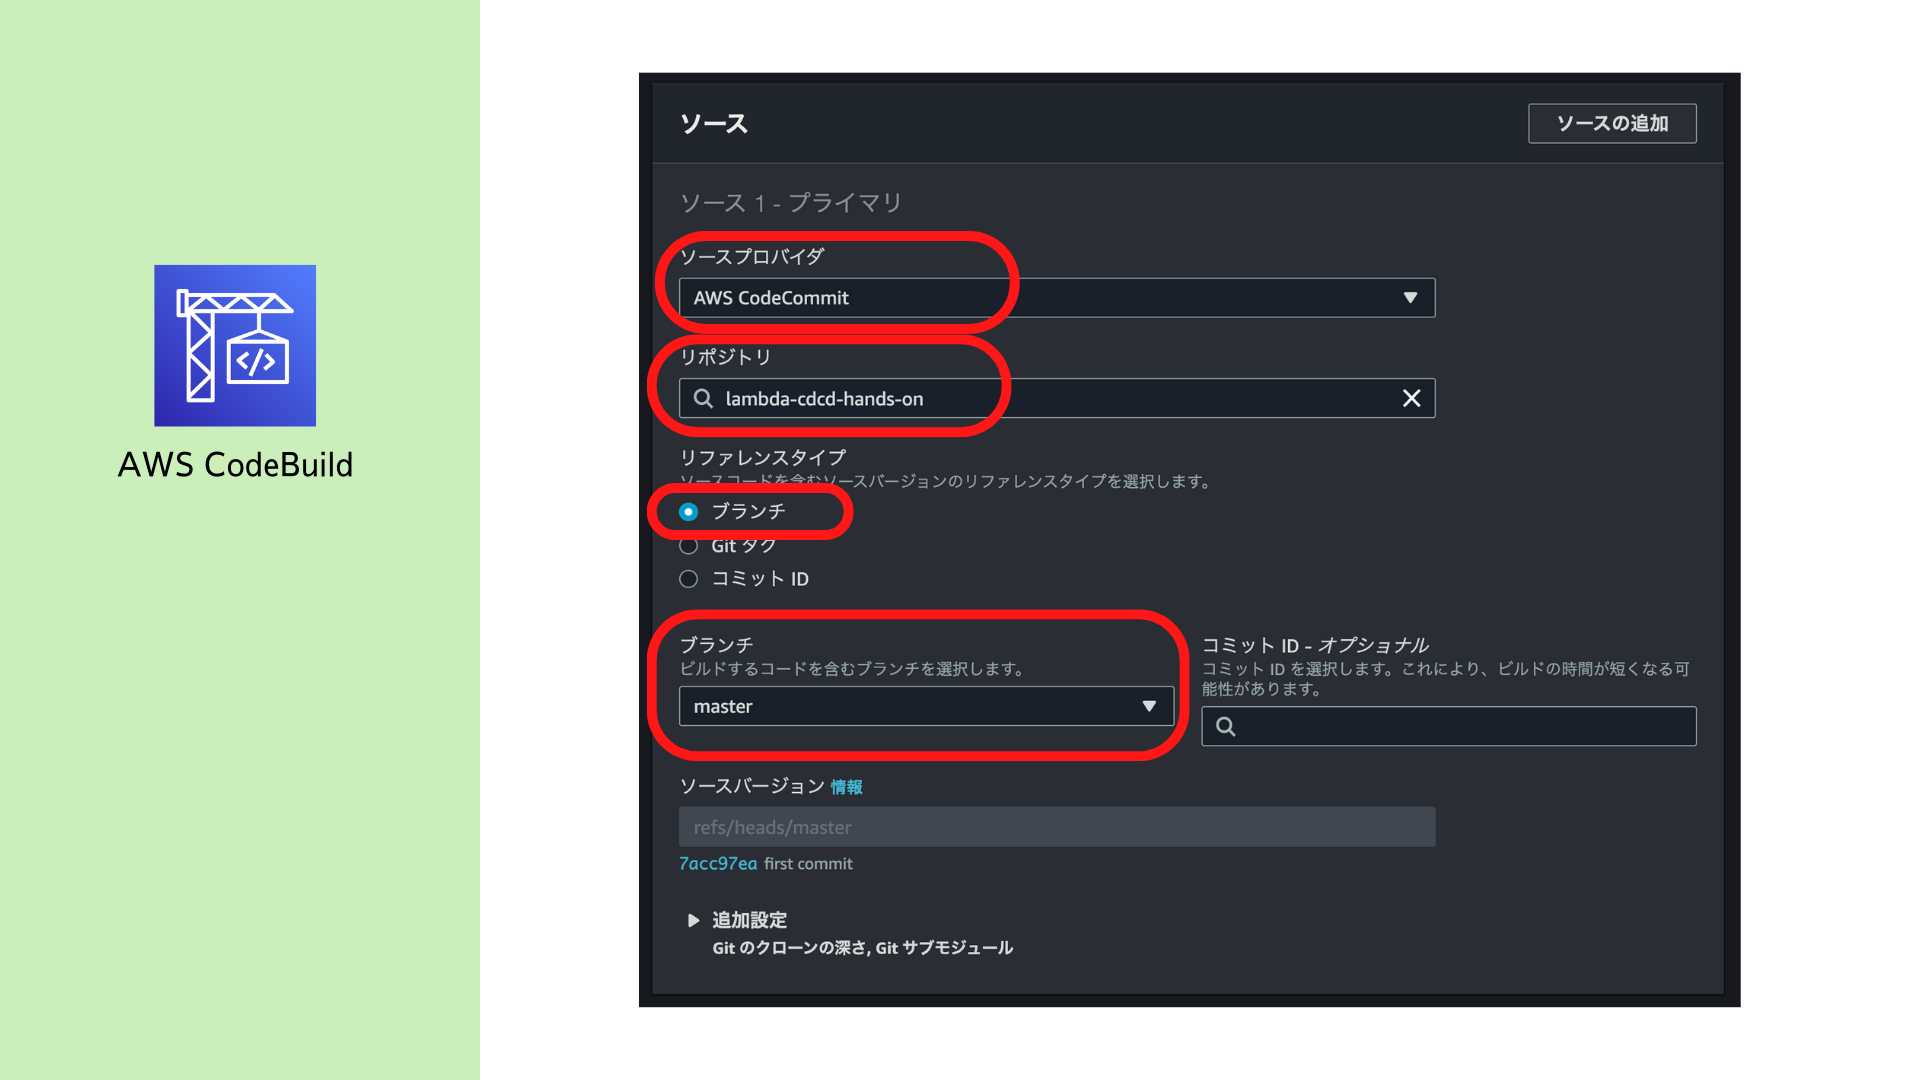 AWS CodeBuild
ソース
ソースの追加
ソース 1 - プライマリ
ソースプロバイダ
AWS CodeCommit
リポジトリ
lambda-cdcd-hands-on
リファレンスタイプ
ソースコードを含むソースバージョンのリファレンスタイプを選択します。
ブランチ
Git タグ
コミット ID
ブランチ
ビルドするコードを含むブランチを選択します。
master
コミット ID - オプショナル
コミット ID を選択します。これにより、ビルドの時間が短くなる可
能性があります。
ソースバージョン 情報
refs/heads/master
7acc97ea first commit
追加設定
Git のクローンの深さ, Git サブモジュール